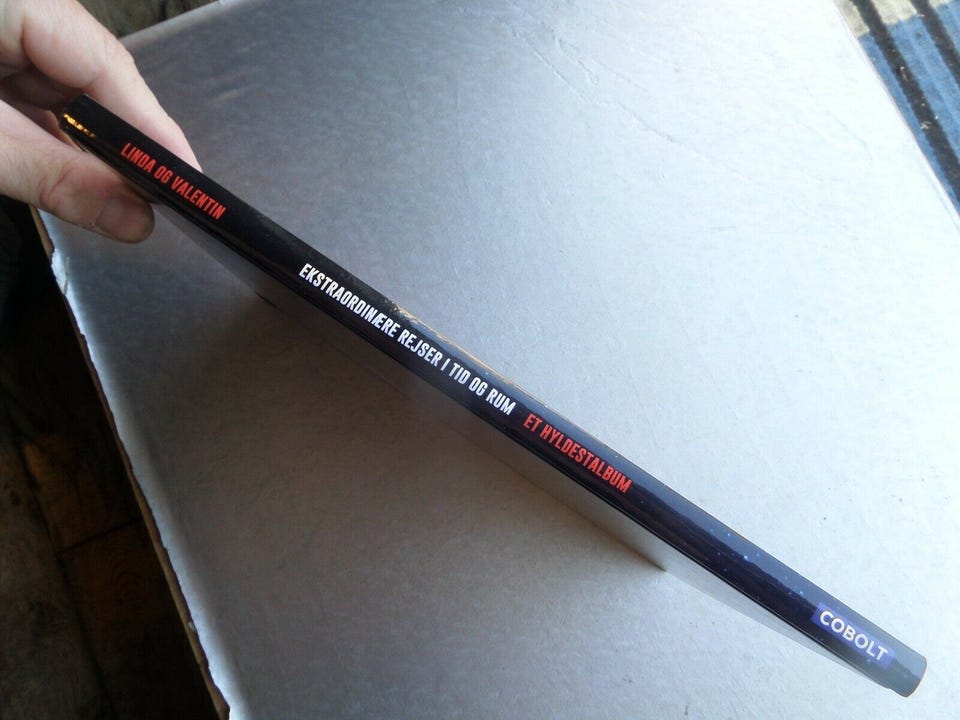 LINDA OG VALENTIN
EKSTRAORDINÆRE REJSER I TID OG RUM ET HYLDESTALBUM
COBOLT